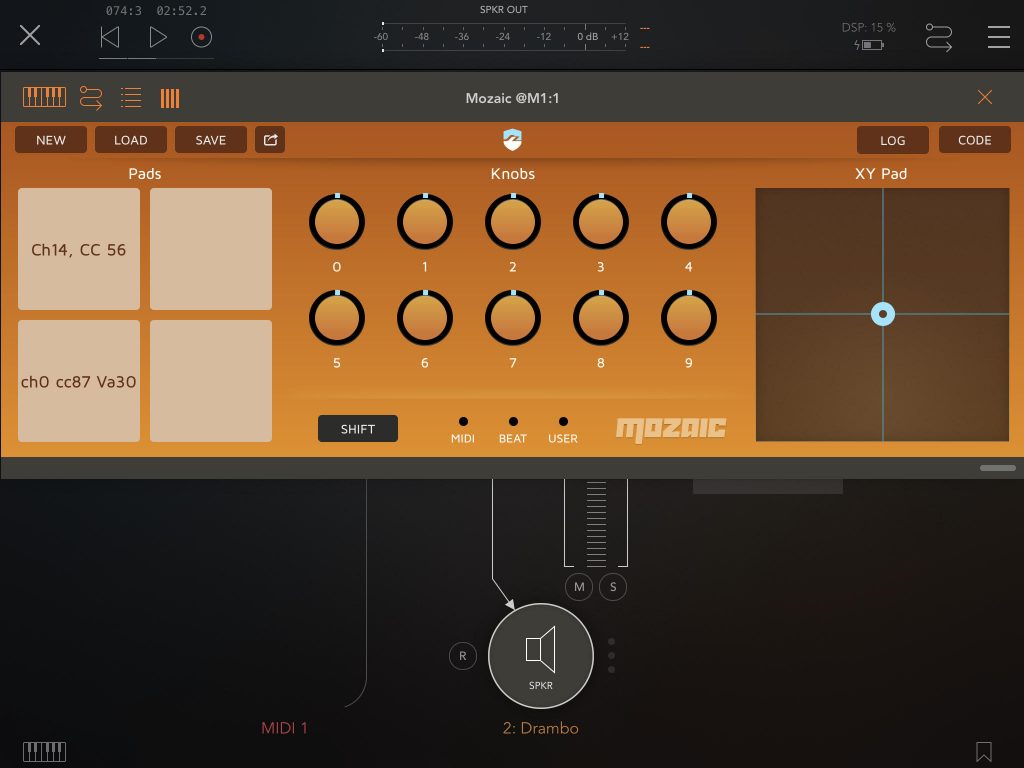 074:3 02:52.2
SPKR OUT
-60 -48 -36 -24 -12 0 dB +12
DSP: 15 %
Mozaic @M1:1
NEW LOAD SAVE LOG CODE
Pads Knobs XY Pad
Ch14, CC 56
0 1 2 3 4
ch0 cc87 Va30
5 6 7 8 9
SHIFT
MIDI BEAT USER
MOZAIC
M S
R
SPKR
MIDI 1 2: Drambo